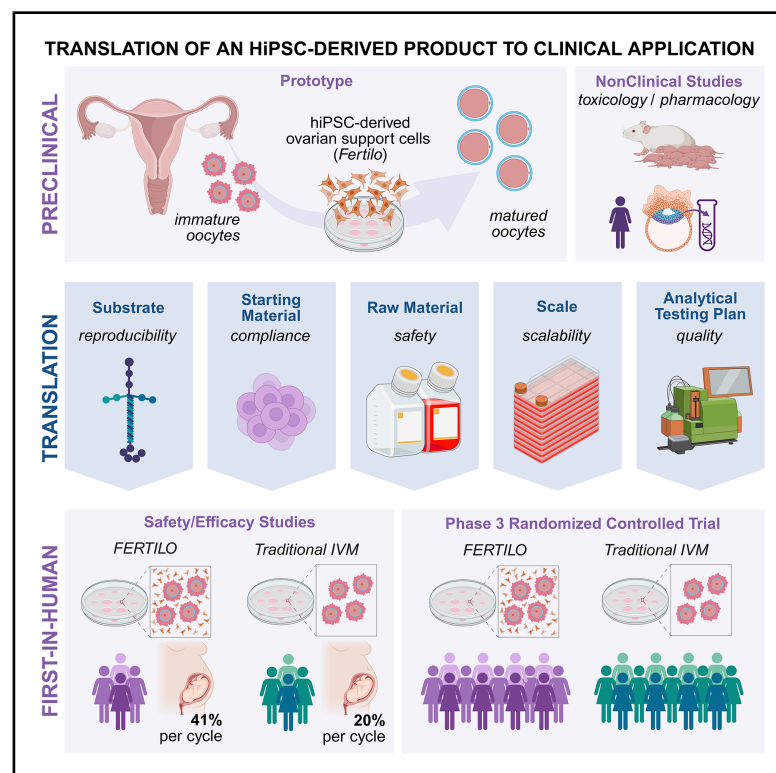 TRANSLATION OF AN HiPSC-DERIVED PRODUCT TO CLINICAL APPLICATION
PRECLINICAL
Prototype
hiPSC-derived
ovarian support cells
(Fertilo)
immature
oocytes
matured
oocytes
NonClinical Studies
toxicology / pharmacology
TRANSLATION
Substrate
reproducibility
Starting
Material
compliance
Raw Material
safety
Scale
scalability
Analytical
Testing Plan
quality
FIRST-IN-HUMAN
Safety/Efficacy Studies
FERTILO
Traditional IVM
41%
per cycle
20%
per cycle
Phase 3 Randomized Controlled Trial
FERTILO
Traditional IVM